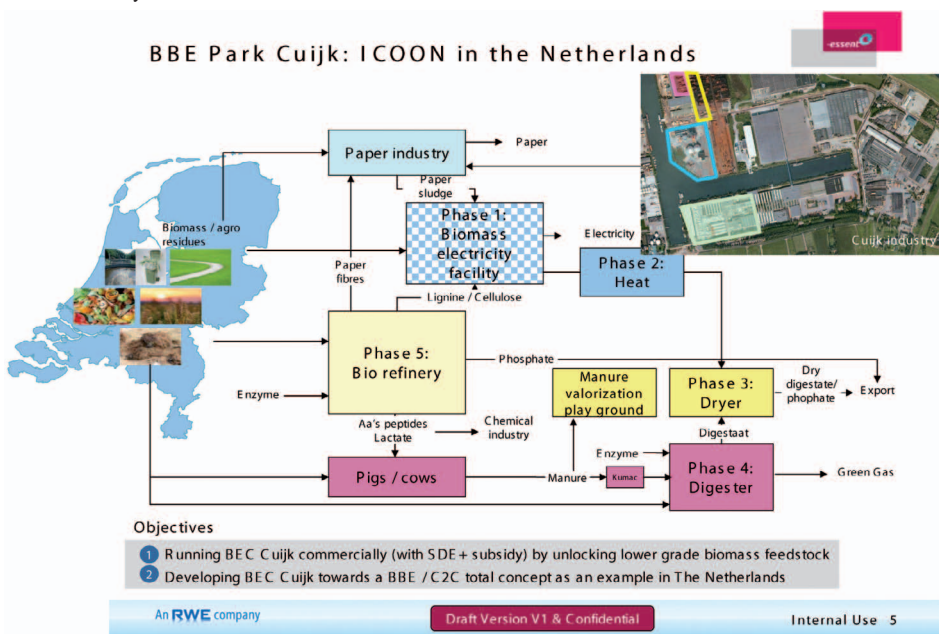 -essent
BBE Park Cuijk: ICOON in the Netherlands
Paper industry
Paper
Paper
sludge
Biomass / agro
residues
Phase 1:
Biomass
electricity
facility
Electricity
Cuijk industry
Phase 2:
Heat
Paper
fibres
Lignine / Cellulose
Phase 5:
Bio refinery
Phosphate
Enzyme
Manure
valorization
play ground
Phase 3:
Dryer
Dry
digestate/
phophate
Export
Aa's peptides
Lactate
Chemical
industry
Digestaat
Enzyme
Pigs / cows
Manure
Kumac
Phase 4:
Digester
Green Gas
Objectives
1 Running BEC Cuijk commercially (with SDE+ subsidy) by unlocking lower grade biomass feedstock
2 Developing BEC Cuijk towards a BBE / C2C total concept as an example in The Netherlands
An RWE company
Draft Version V1 & Confidential
Internal Use 5